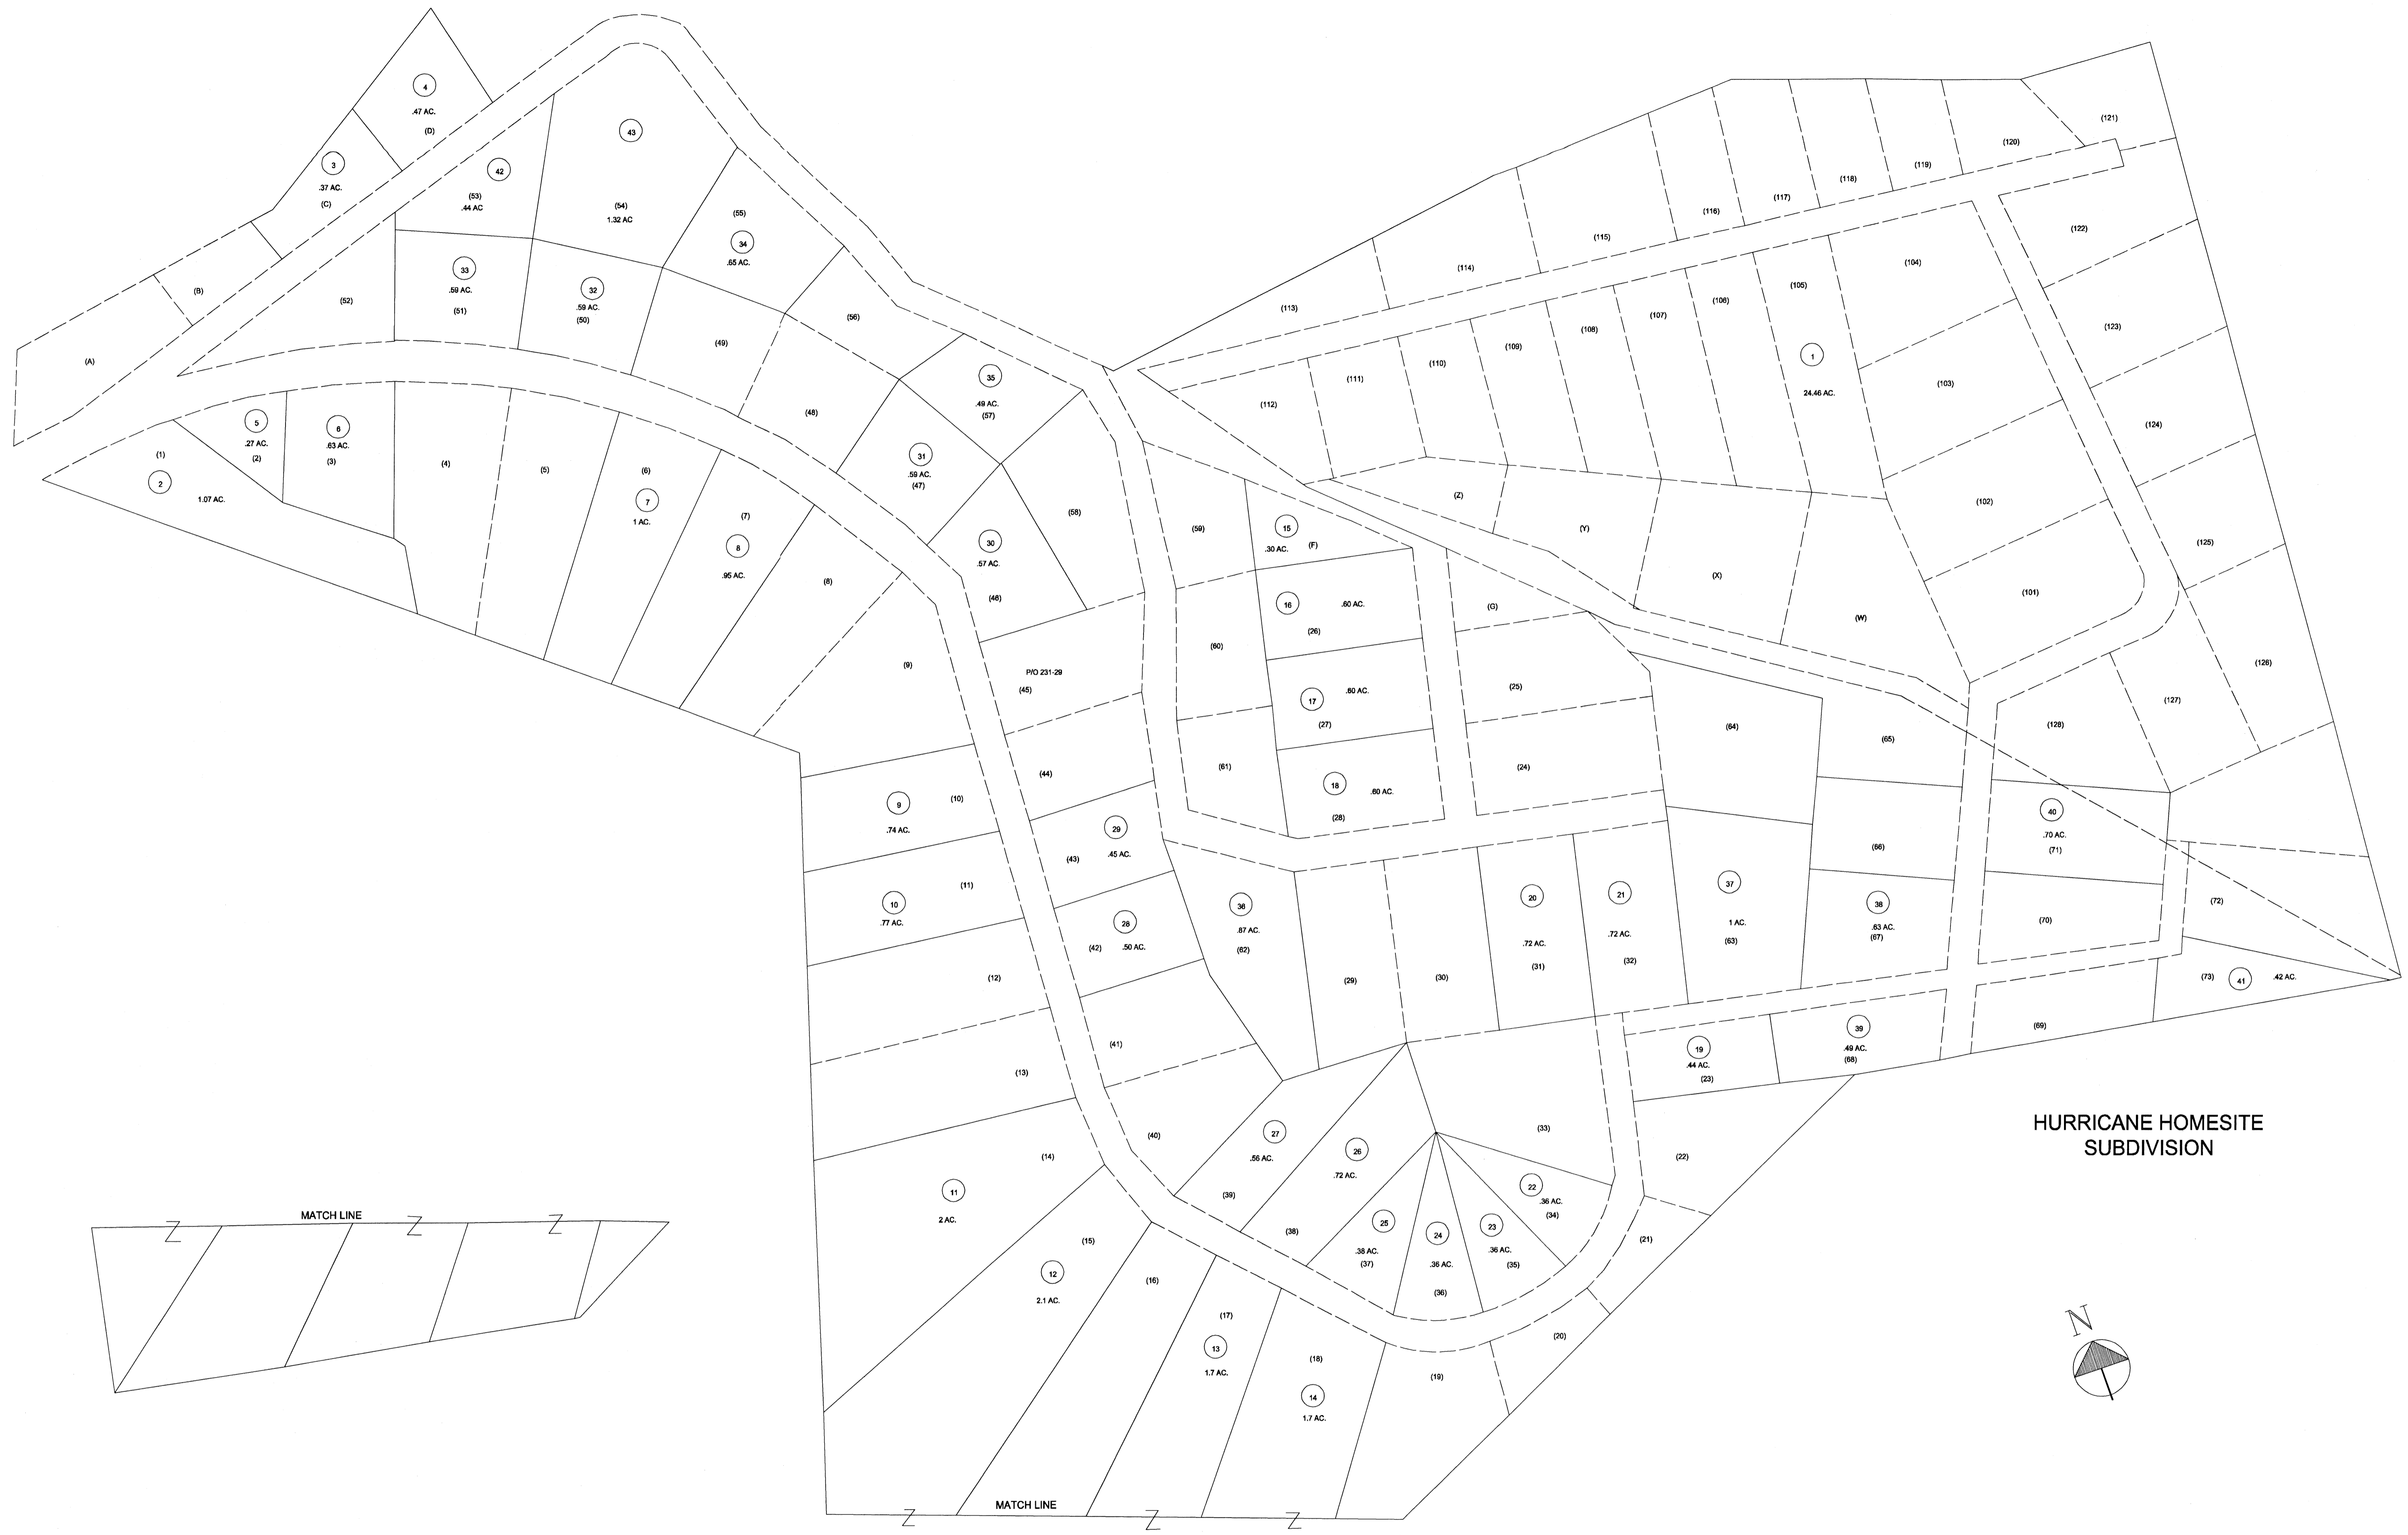 4
.47 AC.
(D)
3
.37 AC.
(C)
(B)
(A)
43
(54)
1.32 AC
42
(53)
.44 AC
(52)
33
.59 AC.
(51)
32
.59 AC.
(50)
(55)
34
.65 AC.
(49)
(56)
(48)
35
.49 AC.
(57)
31
.59 AC.
(47)
(58)
30
.57 AC.
(46)
P/O 231-29
(45)
(44)
29
(43)
.45 AC.
28
(42)
.50 AC.
(41)
(40)
(1)
2
1.07 AC.
5
.27 AC.
(2)
6
.63 AC.
(3)
(4)
(5)
(6)
7
1 AC.
(7)
8
.95 AC.
(8)
(9)
9
(10)
.74 AC.
(11)
10
.77 AC.
(12)
(13)
(14)
11
2 AC.
(15)
12
2.1 AC.
(16)
(17)
13
1.7 AC.
(18)
14
1.7 AC.
(19)
(20)
(21)
(22)
(113)
(114)
(115)
(116)
(117)
(118)
(119)
(120)
(121)
(122)
(123)
(124)
(125)
(126)
(127)
(128)
(112)
(111)
(110)
(109)
(108)
(107)
(106)
(105)
(104)
1
24.46 AC.
(103)
(102)
(101)
(Z)
(Y)
(X)
(W)
(59)
15
.30 AC.
(F)
16
.60 AC.
(26)
(60)
17
.60 AC.
(27)
(61)
18
.60 AC.
(28)
(G)
(25)
(24)
(64)
(65)
(66)
40
.70 AC.
(71)
(70)
(72)
(73)
41
.42 AC.
(69)
36
.87 AC.
(62)
(29)
(30)
20
.72 AC.
(31)
21
.72 AC.
(32)
37
1 AC.
(63)
38
.63 AC.
(67)
19
.44 AC.
(23)
39
.49 AC.
(68)
27
.56 AC.
(39)
26
.72 AC.
(38)
(33)
22
.36 AC.
(34)
23
.36 AC.
(35)
24
.36 AC.
(36)
25
.38 AC.
(37)
HURRICANE HOMESITE
SUBDIVISION
MATCH LINE
MATCH LINE
N